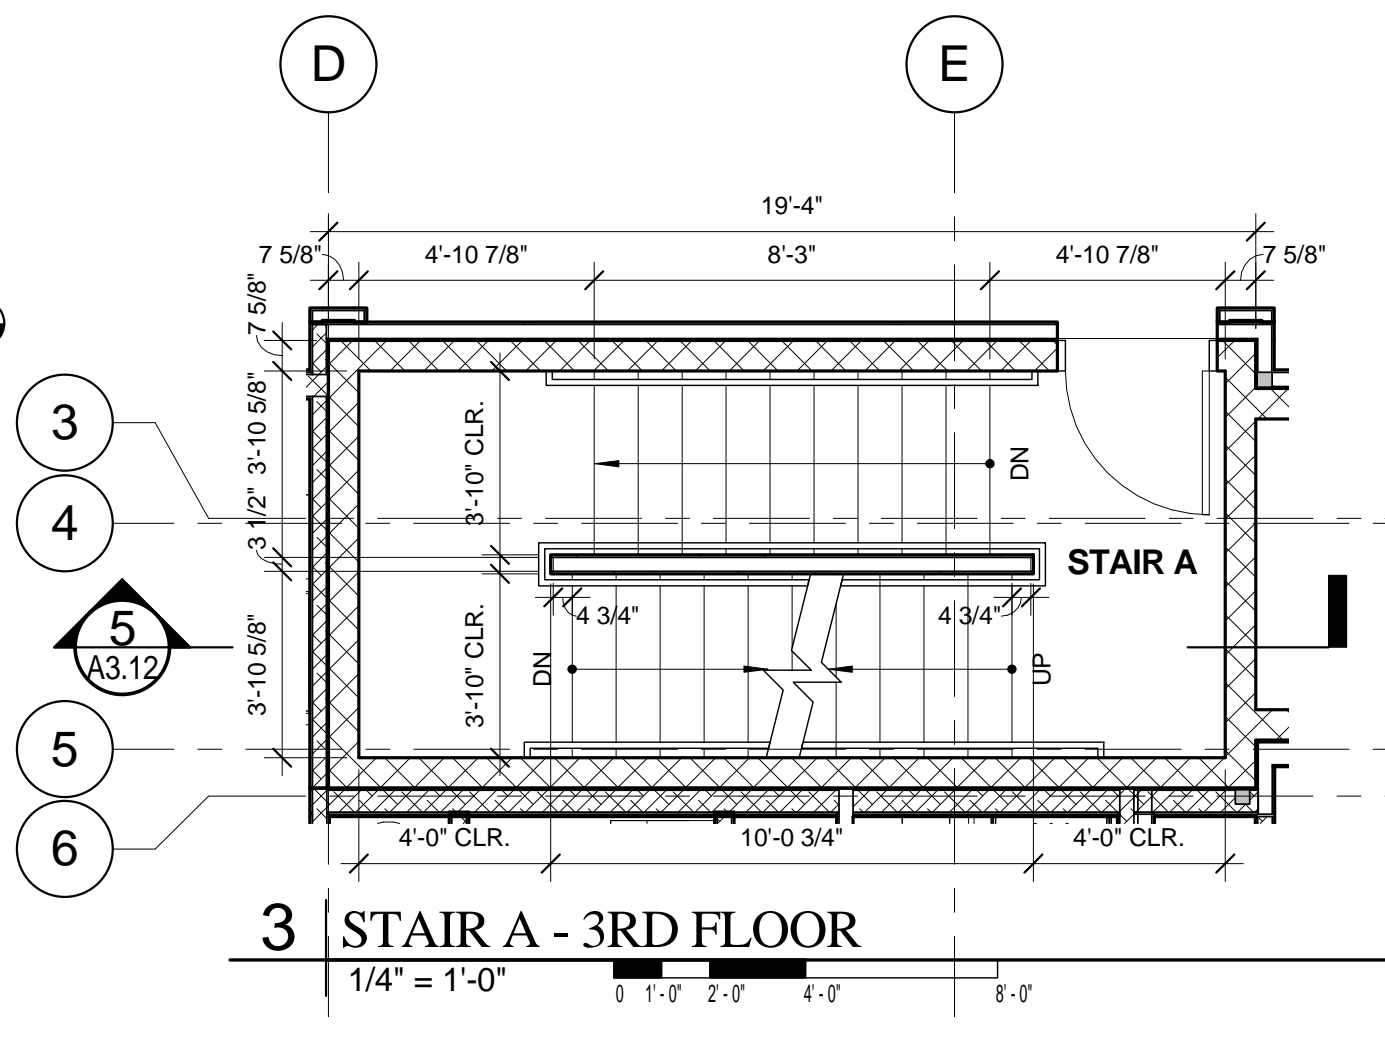 D
E
19'-4"
7 5/8"
4'-10 7/8"
8'-3"
4'-10 7/8"
7 5/8"
7 5/8"
3'-10 5/8"
3 1/2"
3'-10 5/8"
3
4
5
A3.12
5
6
3'-10" CLR.
3'-10" CLR.
DN
STAIR A
4 3/4"
4 3/4"
DN
UP
4'-0" CLR.
10'-0 3/4"
4'-0" CLR.
3 STAIR A - 3RD FLOOR
1/4" = 1'-0"
0 1'-0" 2'-0" 4'-0" 8'-0"